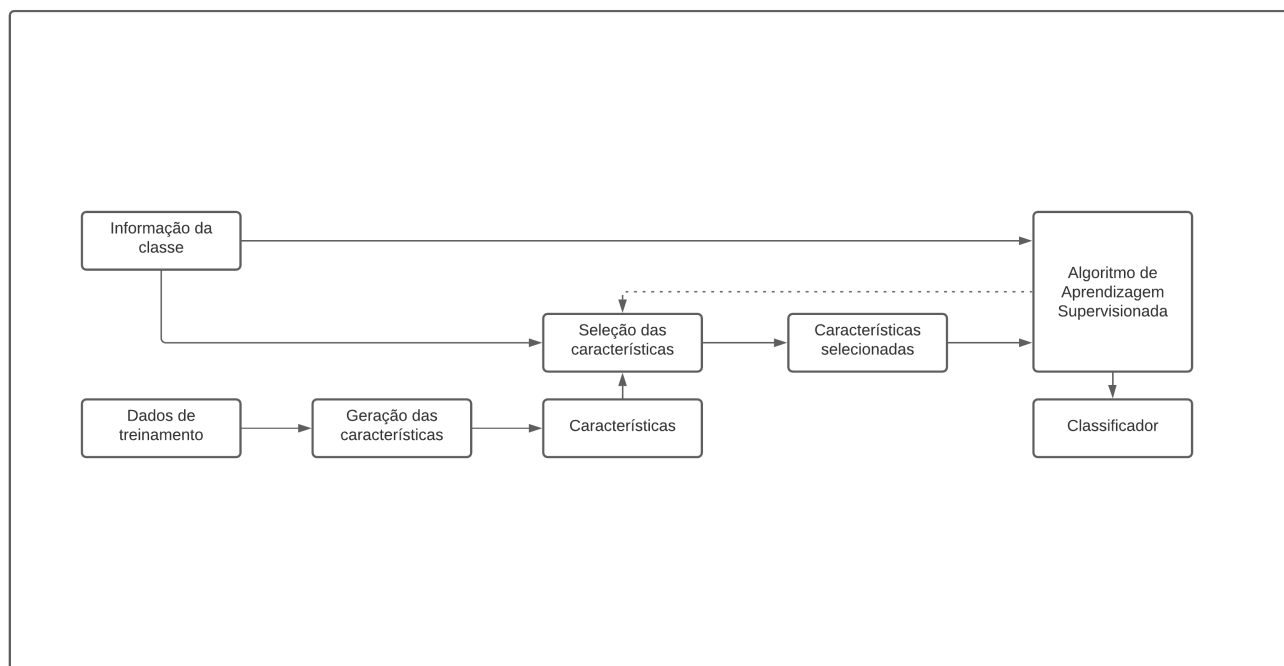 Informação da
classe
Algoritmo de
Aprendizagem
Supervisionada
Seleção das
características
Características
selecionadas
Dados de
treinamento
Geração das
características
Características
Classificador